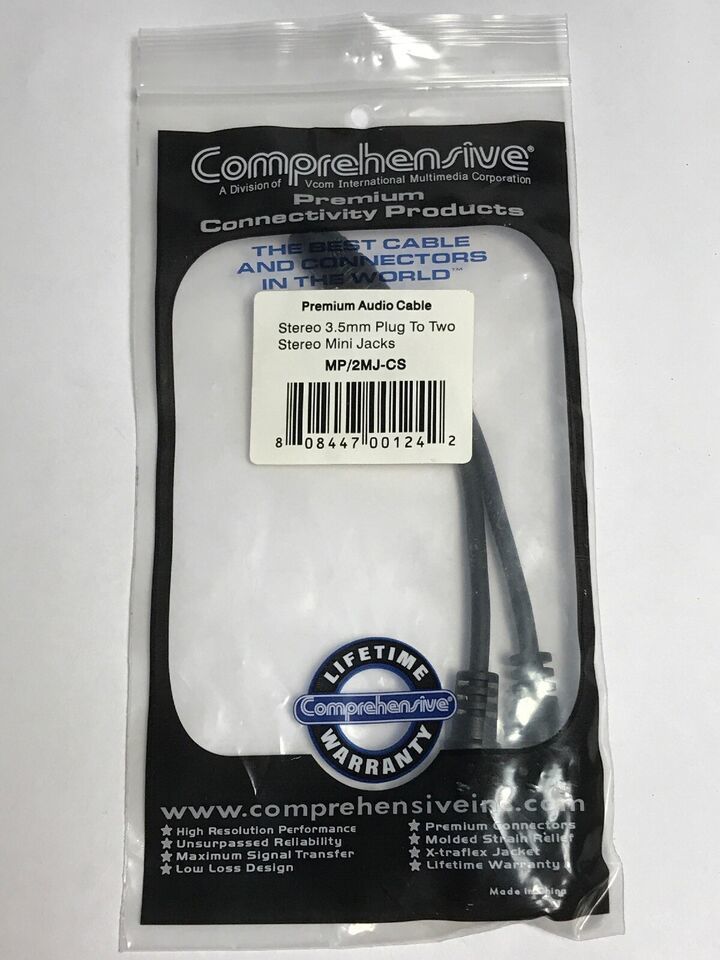 Comprehensive®
A Division of Vcom International Multimedia Corporation
Premium
Connectivity Products
THE BEST CABLE
AND CONNECTORS
IN THE WORLD™
Premium Audio Cable
Stereo 3.5mm Plug To Two
Stereo Mini Jacks
MP/2MJ-CS
8 08447 00124 2
LIFETIME
Comprehensive®
WARRANTY
www.comprehensiveinc.com
★ High Resolution Performance
★ Unsurpassed Reliability
★ Maximum Signal Transfer
★ Low Loss Design
★ Premium Connectors
★ Molded Strain Relief
★ X-traflex Jacket
★ Lifetime Warranty
Made in China